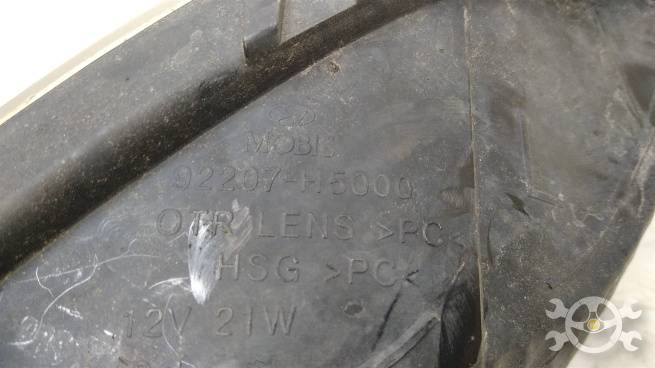 MOBIS
92207-H5000
OTR LENS >PC<
HSG >PC<
12V 21W